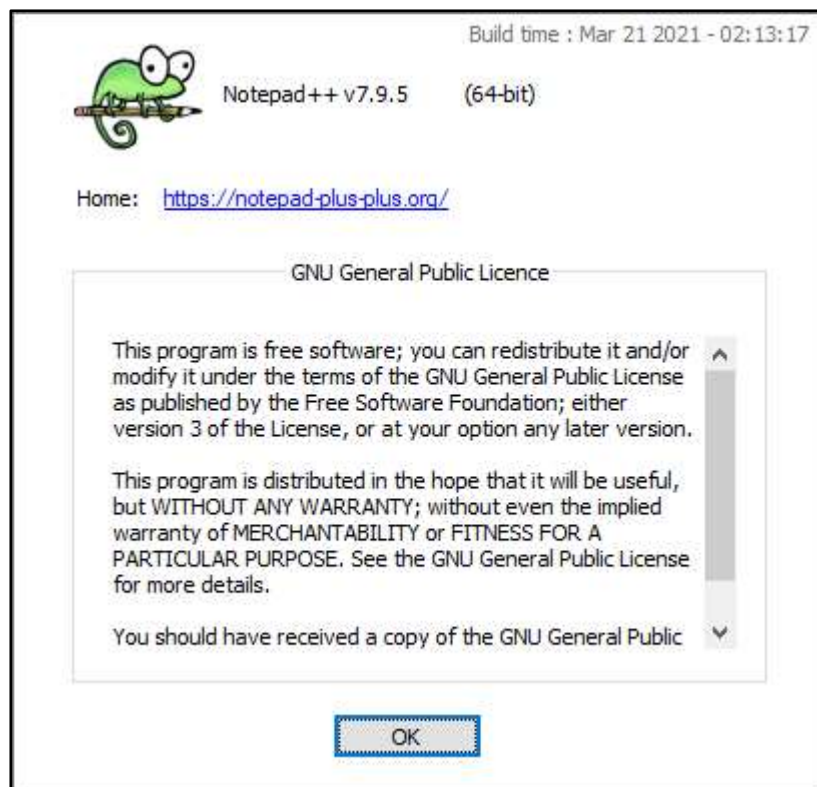 Build time : Mar 21 2021 - 02:13:17
Notepad++ v7.9.5 (64-bit)
Home: https://notepad-plus-plus.org/
GNU General Public Licence
This program is free software; you can redistribute it and/or
modify it under the terms of the GNU General Public License
as published by the Free Software Foundation; either
version 3 of the License, or at your option any later version.
This program is distributed in the hope that it will be useful,
but WITHOUT ANY WARRANTY; without even the implied
warranty of MERCHANTABILITY or FITNESS FOR A
PARTICULAR PURPOSE. See the GNU General Public License
for more details.
You should have received a copy of the GNU General Public
OK